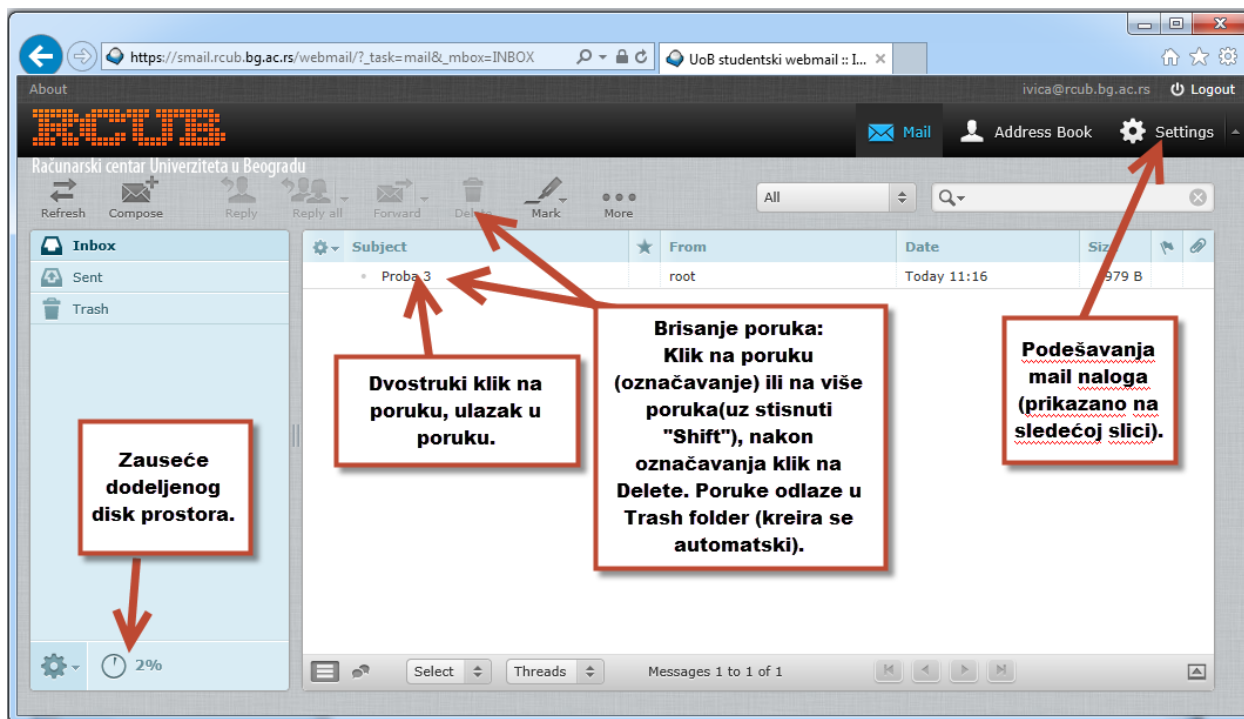 https://smail.rcub.bg.ac.rs/webmail/?_task=mail&_mbox=INBOX
UoB studentski webmail :: I...
About
ivica@rcub.bg.ac.rs
Logout
RCUB
Računarski centar Univerziteta u Beogradu
Mail
Address Book
Settings
Refresh
Compose
Reply
Reply all
Forward
Delete
Mark
More
All
Inbox
Sent
Trash
Subject
From
Date
Siz
Proba 3
root
Today 11:16
979 B
Dvostruki klik na
poruku, ulazak u
poruku.
Brisanje poruka:
Klik na poruku
(označavanje) ili na više
poruka(uz stisnuti
"Shift"), nakon
označavanja klik na
Delete. Poruke odlaze u
Trash folder (kreira se
automatski).
Podešavanja
mail naloga
(prikazano na
sledećoj slici).
Zauseće
dodeljenog
disk prostora.
2%
Select
Threads
Messages 1 to 1 of 1